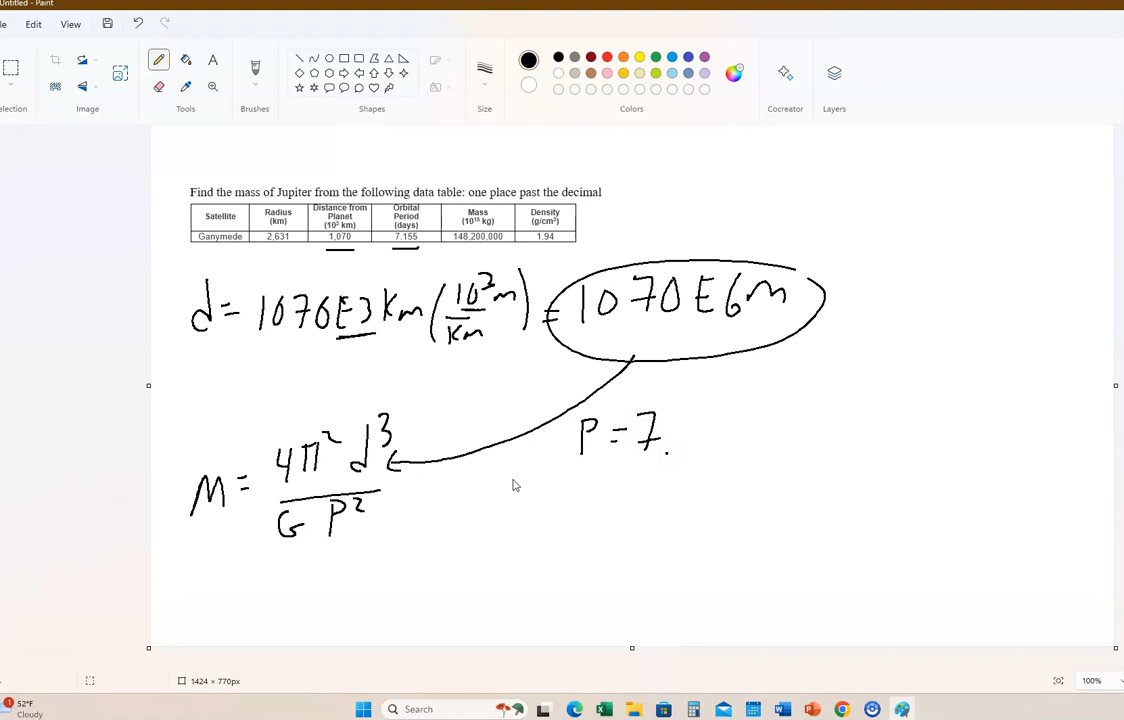 Untitled - Paint
le Edit View
election Image Tools Brushes Shapes Size Colors Cocreator Layers
Find the mass of Jupiter from the following data table: one place past the decimal
Satellite Radius (km) Distance from Planet (10³ km) Orbital Period (days) Mass (10¹⁵ kg) Density (g/cm³)
Ganymede 2,631 1,070 7.155 148,200,000 1.94
d = 1070E3 km (10³m / km) = 1070E6m
M = 4π² d³ / G P²
P = 7.
1424 × 770px 100%
1 52°F
Cloudy
Search